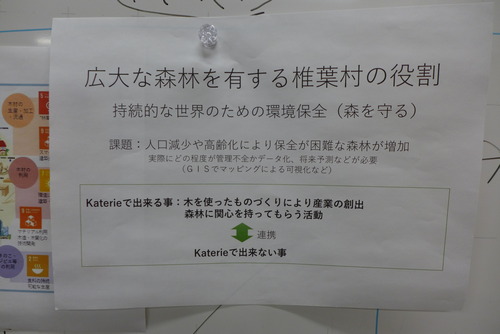 広大な森林を有する椎葉村の役割
持続的な世界のための環境保全（森を守る）
課題：人口減少や高齢化により保全が困難な森林が増加
実際にどの程度が管理不全かデータ化、将来予測などが必要
（ＧＩＳでマッピングによる可視化など）
Katerieで出来る事：木を使ったものづくりにより産業の創出
森林に関心を持ってもらう活動
連携
Katerieで出来ない事